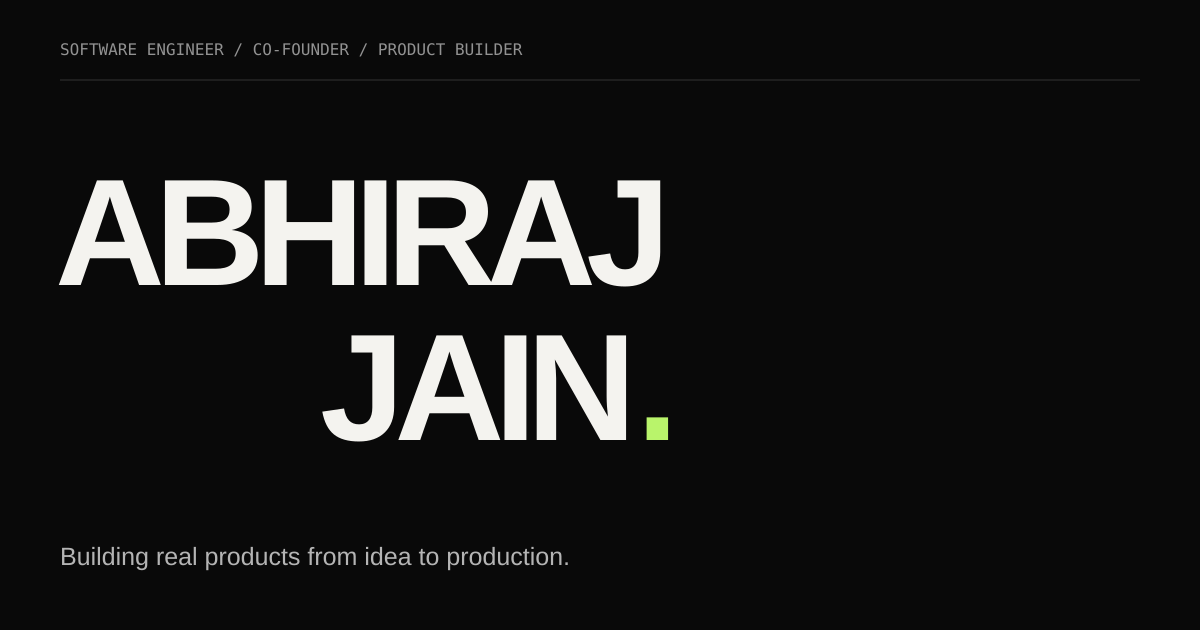 SOFTWARE ENGINEER / CO-FOUNDER / PRODUCT BUILDER
ABHIRAJ
JAIN.
Building real products from idea to production.